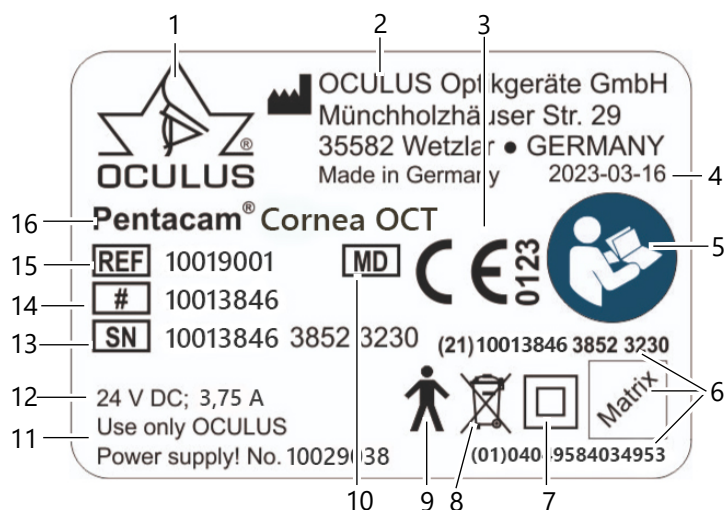 1 2 3
OCULUS ®
OCULUS Optikgeräte GmbH
Münchholzhäuser Str. 29
35582 Wetzlar ● GERMANY
Made in Germany 2023-03-16 4
16 Pentacam® Cornea OCT
15 REF 10019001 MD CE 0123 5
14 # 10013846
13 SN 10013846 3852 3230 (21)10013846 3852 3230
12 24 V DC; 3,75 A Matrix 6
11 Use only OCULUS
Power supply! No. 10029038 (01)04049584034953
10 9 8 7